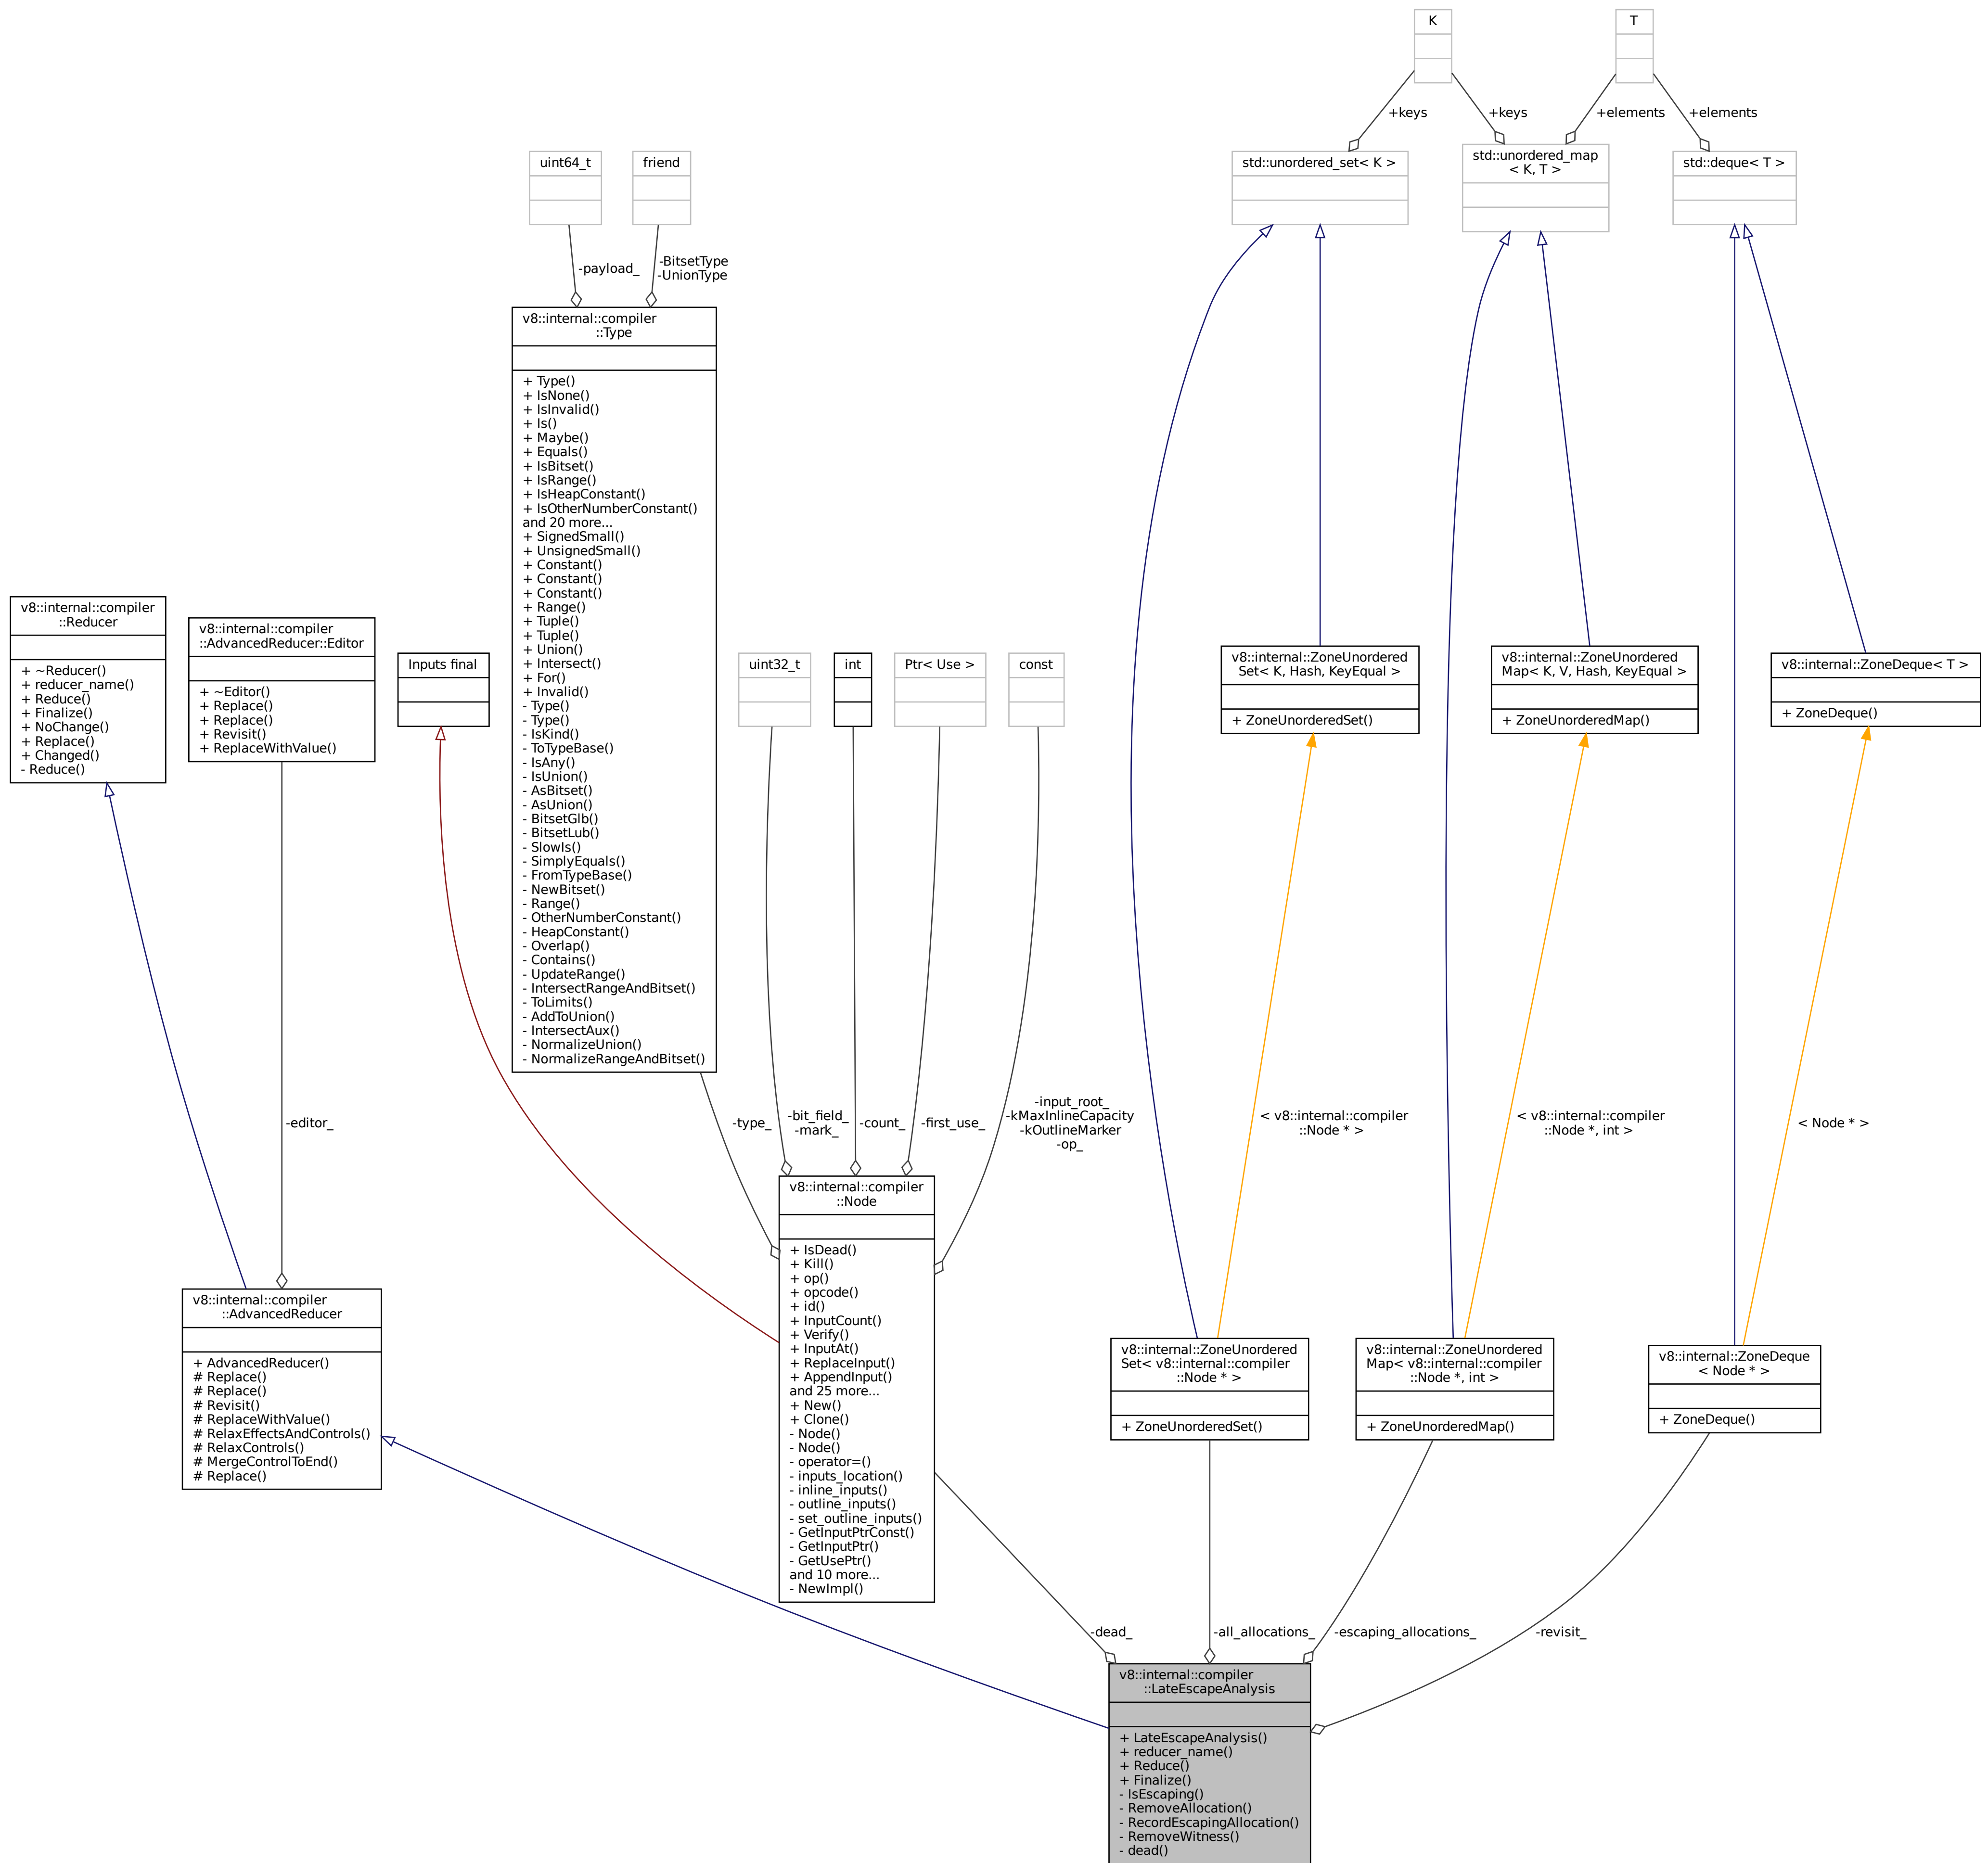 K
T
+keys
+keys
+elements
+elements
uint64_t
friend
std::unordered_set< K >
std::unordered_map
< K, T >
std::deque< T >
-payload_
-BitsetType
-UnionType
v8::internal::compiler
::Type
+ Type()
+ IsNone()
+ IsInvalid()
+ Is()
+ Maybe()
+ Equals()
+ IsBitset()
+ IsRange()
+ IsHeapConstant()
+ IsOtherNumberConstant()
and 20 more...
+ SignedSmall()
+ UnsignedSmall()
+ Constant()
+ Constant()
+ Constant()
+ Range()
+ Tuple()
+ Tuple()
+ Union()
+ Intersect()
+ For()
+ Invalid()
- Type()
- Type()
- IsKind()
- ToTypeBase()
- IsAny()
- IsUnion()
- AsBitset()
- AsUnion()
- BitsetGlb()
- BitsetLub()
- SlowIs()
- SimplyEquals()
- FromTypeBase()
- NewBitset()
- Range()
- OtherNumberConstant()
- HeapConstant()
- Overlap()
- Contains()
- UpdateRange()
- IntersectRangeAndBitset()
- ToLimits()
- AddToUnion()
- IntersectAux()
- NormalizeUnion()
- NormalizeRangeAndBitset()
v8::internal::compiler
::Reducer
+ ~Reducer()
+ reducer_name()
+ Reduce()
+ Finalize()
+ NoChange()
+ Replace()
+ Changed()
- Reduce()
v8::internal::compiler
::AdvancedReducer::Editor
+ ~Editor()
+ Replace()
+ Replace()
+ Revisit()
+ ReplaceWithValue()
Inputs final
uint32_t
int
Ptr< Use >
const
v8::internal::ZoneUnordered
Set< K, Hash, KeyEqual >
+ ZoneUnorderedSet()
v8::internal::ZoneUnordered
Map< K, V, Hash, KeyEqual >
+ ZoneUnorderedMap()
v8::internal::ZoneDeque< T >
+ ZoneDeque()
-editor_
-type_
-bit_field_
-mark_
-count_
-first_use_
-input_root_
-kMaxInlineCapacity
-kOutlineMarker
-op_
< v8::internal::compiler
::Node * >
< v8::internal::compiler
::Node *, int >
< Node * >
v8::internal::compiler
::AdvancedReducer
+ AdvancedReducer()
# Replace()
# Replace()
# Revisit()
# ReplaceWithValue()
# RelaxEffectsAndControls()
# RelaxControls()
# MergeControlToEnd()
# Replace()
v8::internal::compiler
::Node
+ IsDead()
+ Kill()
+ op()
+ opcode()
+ id()
+ InputCount()
+ Verify()
+ InputAt()
+ ReplaceInput()
+ AppendInput()
and 25 more...
+ New()
+ Clone()
- Node()
- Node()
- operator=()
- inputs_location()
- inline_inputs()
- outline_inputs()
- set_outline_inputs()
- GetInputPtrConst()
- GetInputPtr()
- GetUsePtr()
and 10 more...
- NewImpl()
v8::internal::ZoneUnordered
Set< v8::internal::compiler
::Node * >
+ ZoneUnorderedSet()
v8::internal::ZoneUnordered
Map< v8::internal::compiler
::Node *, int >
+ ZoneUnorderedMap()
v8::internal::ZoneDeque
< Node * >
+ ZoneDeque()
-dead_
-all_allocations_
-escaping_allocations_
-revisit_
v8::internal::compiler
::LateEscapeAnalysis
+ LateEscapeAnalysis()
+ reducer_name()
+ Reduce()
+ Finalize()
- IsEscaping()
- RemoveAllocation()
- RecordEscapingAllocation()
- RemoveWitness()
- dead()